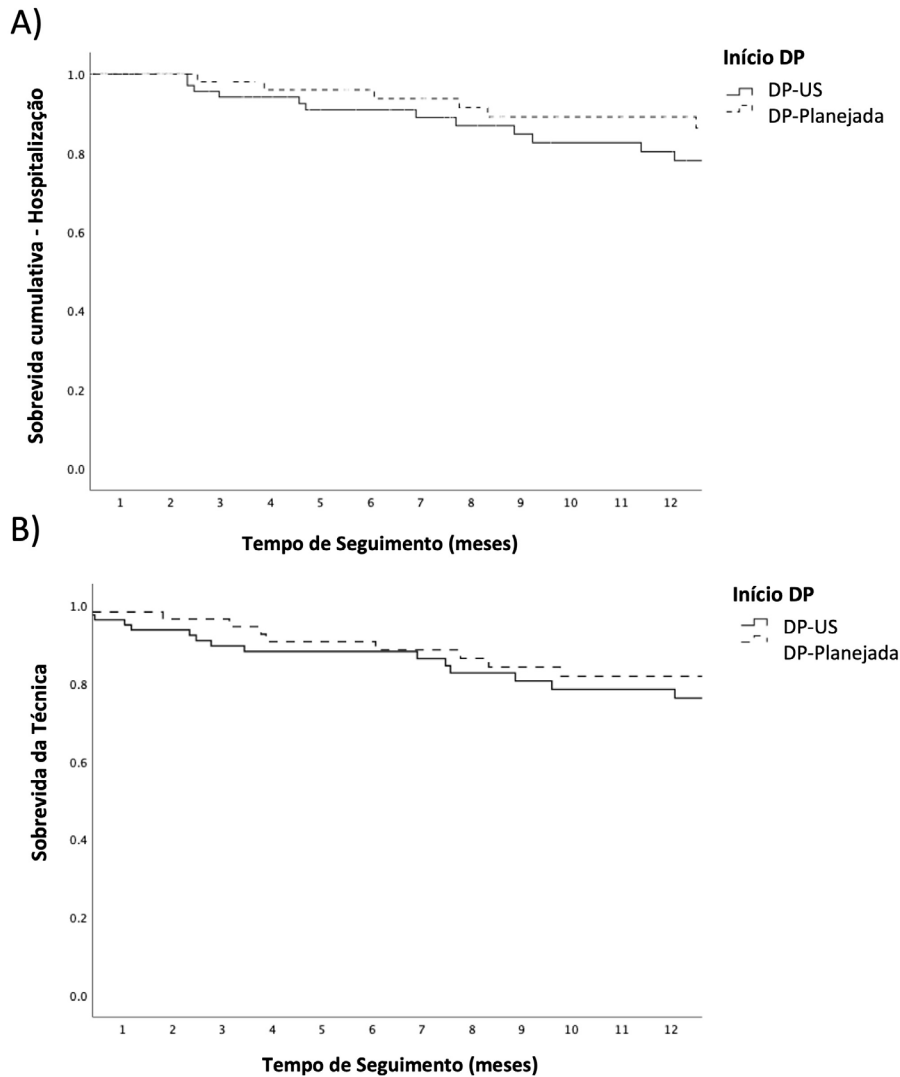 A)
Início DP
DP-US
DP-Planejada
Sobrevida cumulativa - Hospitalização
1.0
0.8
0.6
0.4
0.2
0.0
1 2 3 4 5 6 7 8 9 10 11 12
Tempo de Seguimento (meses)
B)
Início DP
DP-US
DP-Planejada
Sobrevida da Técnica
1.0
0.8
0.6
0.4
0.2
0.0
1 2 3 4 5 6 7 8 9 10 11 12
Tempo de Seguimento (meses)